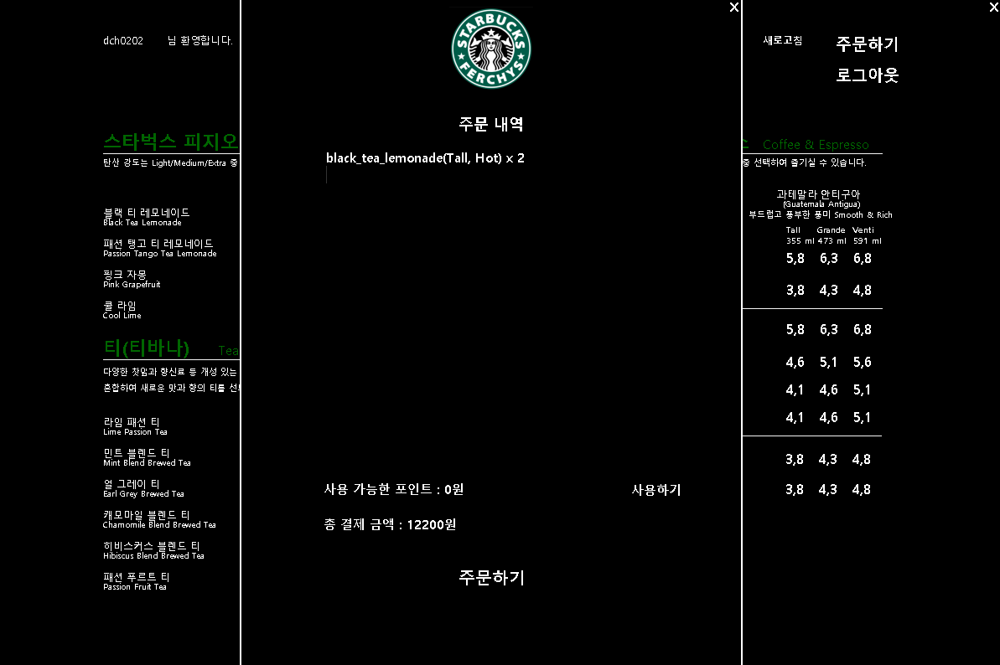 dch0202 님 환영합니다.
스타벅스 피지오
탄산 강도는 Light/Medium/Extra 중
블랙 티 레모네이드
Black Tea Lemonade
패션 탱고 티 레모네이드
Passion Tango Tea Lemonade
핑크 자몽
Pink Grapefruit
쿨 라임
Cool Lime
티(티바나) Tea
다양한 찻잎과 향신료 등 개성 있는
혼합하여 새로운 맛과 향의 티를
라임 패션 티
Lime Passion Tea
민트 블렌드 티
Mint Blend Brewed Tea
얼 그레이 티
Earl Grey Brewed Tea
캐모마일 블렌드 티
Chamomile Blend Brewed Tea
히비스커스 블렌드 티
Hibiscus Blend Brewed Tea
패션 푸르트 티
Passion Fruit Tea
X
STARBUCKS
FERCHYS
주문 내역
black_tea_lemonade(Tall, Hot) x 2
사용 가능한 포인트 : 0원 사용하기
총 결제 금액 : 12200원
주문하기
X
새로고침 주문하기
로그아웃
Coffee & Espresso
중 선택하여 즐기실 수 있습니다.
과테말라 안티구아
(Guatemala Antigua)
부드럽고 풍부한 풍미 Smooth & Rich
Tall Grande Venti
355 ml 473 ml 591 ml
5,8 6,3 6,8
3,8 4,3 4,8
5,8 6,3 6,8
4,6 5,1 5,6
4,1 4,6 5,1
4,1 4,6 5,1
3,8 4,3 4,8
3,8 4,3 4,8